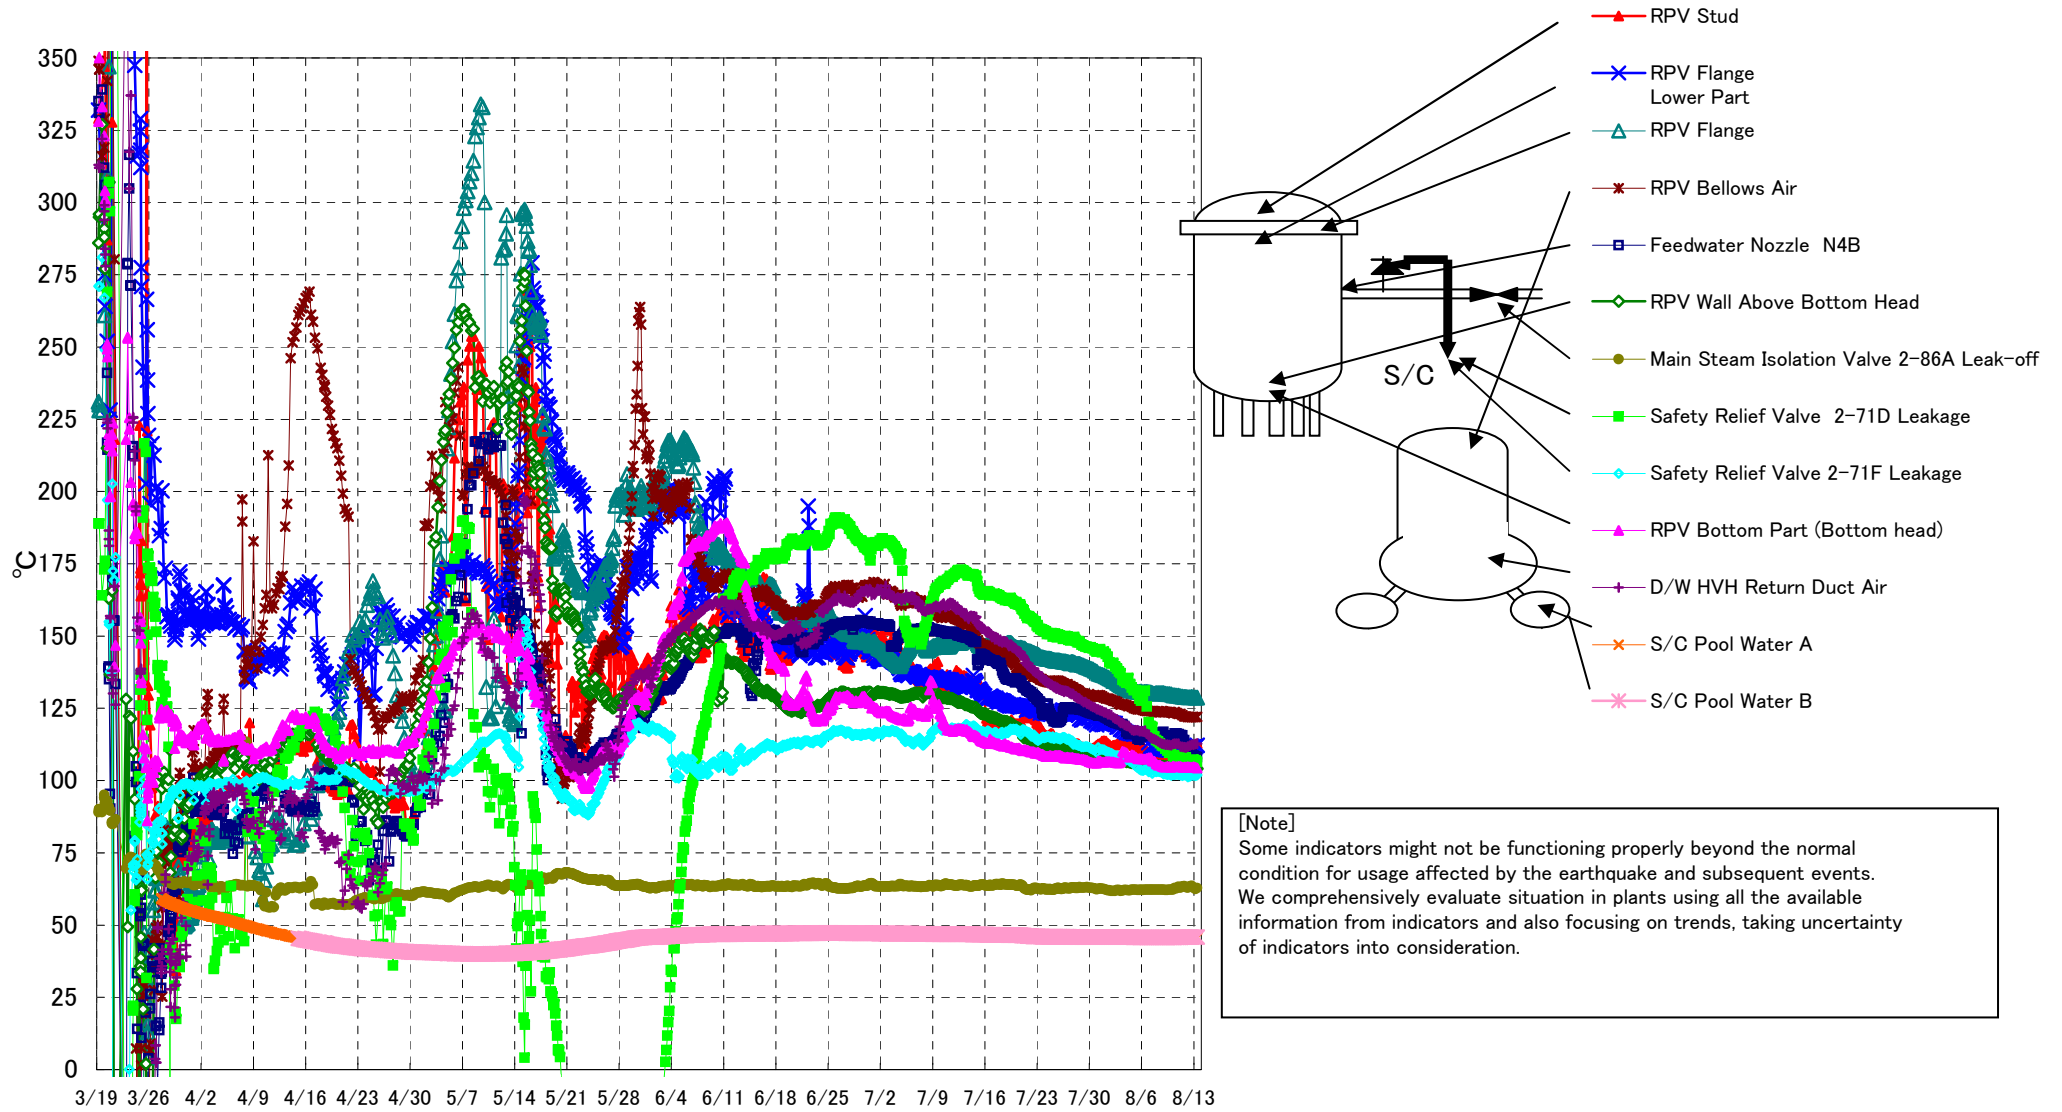 350
325
300
275
250
225
200
175
150
125
100
75
50
25
0
℃
3/19 3/26 4/2 4/9 4/16 4/23 4/30 5/7 5/14 5/21 5/28 6/4 6/11 6/18 6/25 7/2 7/9 7/16 7/23 7/30 8/6 8/13
RPV Stud
RPV Flange
Lower Part
RPV Flange
RPV Bellows Air
Feedwater Nozzle N4B
RPV Wall Above Bottom Head
Main Steam Isolation Valve 2-86A Leak-off
Safety Relief Valve 2-71D Leakage
Safety Relief Valve 2-71F Leakage
RPV Bottom Part (Bottom head)
D/W HVH Return Duct Air
S/C Pool Water A
S/C Pool Water B
S/C
[Note]
Some indicators might not be functioning properly beyond the normal
condition for usage affected by the earthquake and subsequent events.
We comprehensively evaluate situation in plants using all the available
information from indicators and also focusing on trends, taking uncertainty
of indicators into consideration.